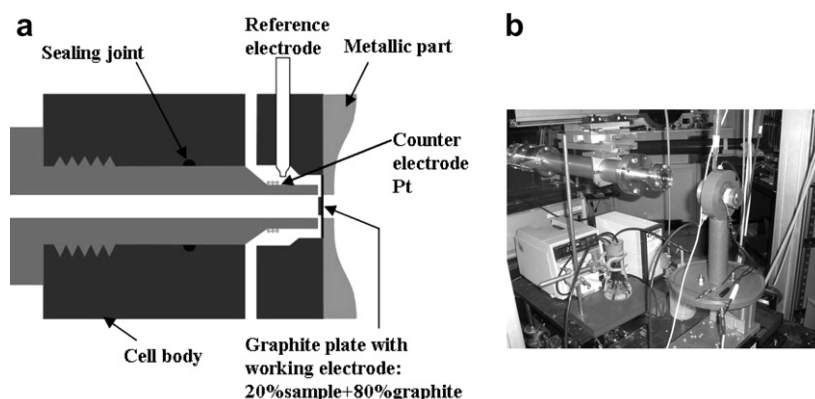 a
Reference
electrode
Metallic part
Sealing joint
Counter
electrode
Pt
Cell body
Graphite plate with
working electrode:
20%sample+80%graphite
b